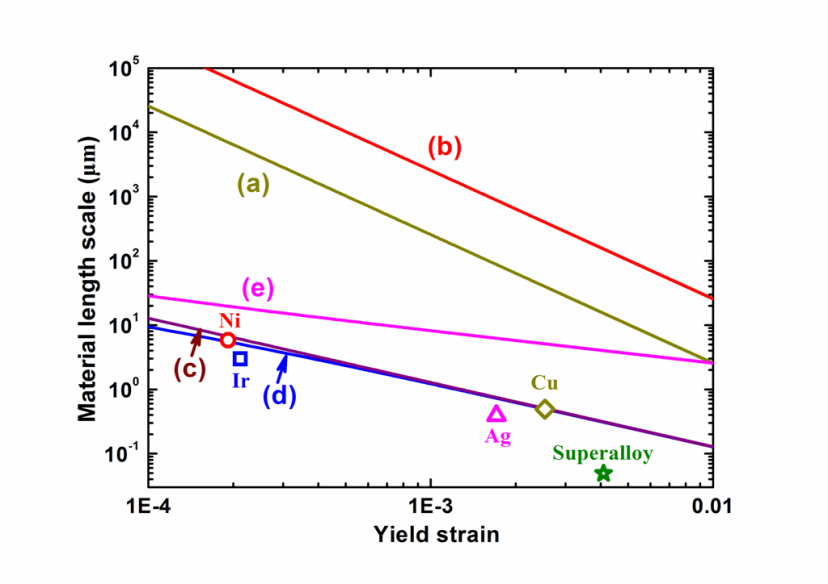 10^5
10^4
10^3
10^2
10^1
10^0
10^-1
Material length scale (μm)
(b)
(a)
(e)
Ni
(c)
Ir
(d)
Cu
Ag
Superalloy
1E-4
1E-3
0.01
Yield strain